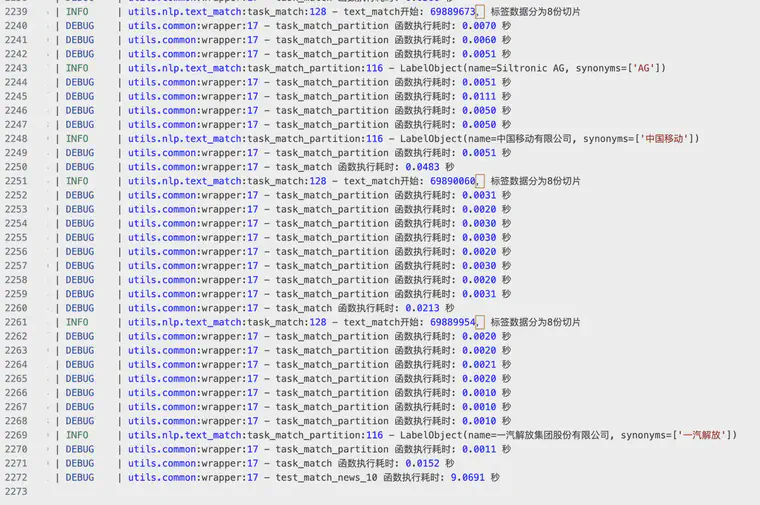 2239 | INFO | utils.nlp.text_match:task_match:128 - text_match开始: 69889673, 标签数据分为8份切片
2240 | DEBUG | utils.common:wrapper:17 - task_match_partition 函数执行耗时: 0.0070 秒
2241 | DEBUG | utils.common:wrapper:17 - task_match_partition 函数执行耗时: 0.0060 秒
2242 | DEBUG | utils.common:wrapper:17 - task_match_partition 函数执行耗时: 0.0051 秒
2243 | INFO | utils.nlp.text_match:task_match_partition:116 - LabelObject(name=Siltronic AG, synonyms=['AG'])
2244 | DEBUG | utils.common:wrapper:17 - task_match_partition 函数执行耗时: 0.0051 秒
2245 | DEBUG | utils.common:wrapper:17 - task_match_partition 函数执行耗时: 0.0111 秒
2246 | DEBUG | utils.common:wrapper:17 - task_match_partition 函数执行耗时: 0.0050 秒
2247 | DEBUG | utils.common:wrapper:17 - task_match_partition 函数执行耗时: 0.0050 秒
2248 | INFO | utils.nlp.text_match:task_match_partition:116 - LabelObject(name=中国移动有限公司, synonyms=['中国移动'])
2249 | DEBUG | utils.common:wrapper:17 - task_match_partition 函数执行耗时: 0.0051 秒
2250 | DEBUG | utils.common:wrapper:17 - task_match 函数执行耗时: 0.0483 秒
2251 | INFO | utils.nlp.text_match:task_match:128 - text_match开始: 69890060, 标签数据分为8份切片
2252 | DEBUG | utils.common:wrapper:17 - task_match_partition 函数执行耗时: 0.0031 秒
2253 | DEBUG | utils.common:wrapper:17 - task_match_partition 函数执行耗时: 0.0020 秒
2254 | DEBUG | utils.common:wrapper:17 - task_match_partition 函数执行耗时: 0.0030 秒
2255 | DEBUG | utils.common:wrapper:17 - task_match_partition 函数执行耗时: 0.0030 秒
2256 | DEBUG | utils.common:wrapper:17 - task_match_partition 函数执行耗时: 0.0020 秒
2257 | DEBUG | utils.common:wrapper:17 - task_match_partition 函数执行耗时: 0.0030 秒
2258 | DEBUG | utils.common:wrapper:17 - task_match_partition 函数执行耗时: 0.0020 秒
2259 | DEBUG | utils.common:wrapper:17 - task_match_partition 函数执行耗时: 0.0031 秒
2260 | DEBUG | utils.common:wrapper:17 - task_match 函数执行耗时: 0.0213 秒
2261 | INFO | utils.nlp.text_match:task_match:128 - text_match开始: 69889954, 标签数据分为8份切片
2262 | DEBUG | utils.common:wrapper:17 - task_match_partition 函数执行耗时: 0.0020 秒
2263 | DEBUG | utils.common:wrapper:17 - task_match_partition 函数执行耗时: 0.0020 秒
2264 | DEBUG | utils.common:wrapper:17 - task_match_partition 函数执行耗时: 0.0021 秒
2265 | DEBUG | utils.common:wrapper:17 - task_match_partition 函数执行耗时: 0.0020 秒
2266 | DEBUG | utils.common:wrapper:17 - task_match_partition 函数执行耗时: 0.0010 秒
2267 | DEBUG | utils.common:wrapper:17 - task_match_partition 函数执行耗时: 0.0010 秒
2268 | DEBUG | utils.common:wrapper:17 - task_match_partition 函数执行耗时: 0.0010 秒
2269 | INFO | utils.nlp.text_match:task_match_partition:116 - LabelObject(name=一汽解放集团股份有限公司, synonyms=['一汽解放'])
2270 | DEBUG | utils.common:wrapper:17 - task_match_partition 函数执行耗时: 0.0011 秒
2271 | DEBUG | utils.common:wrapper:17 - task_match 函数执行耗时: 0.0152 秒
2272 | DEBUG | utils.common:wrapper:17 - test_match_news_10 函数执行耗时: 9.0691 秒
2273